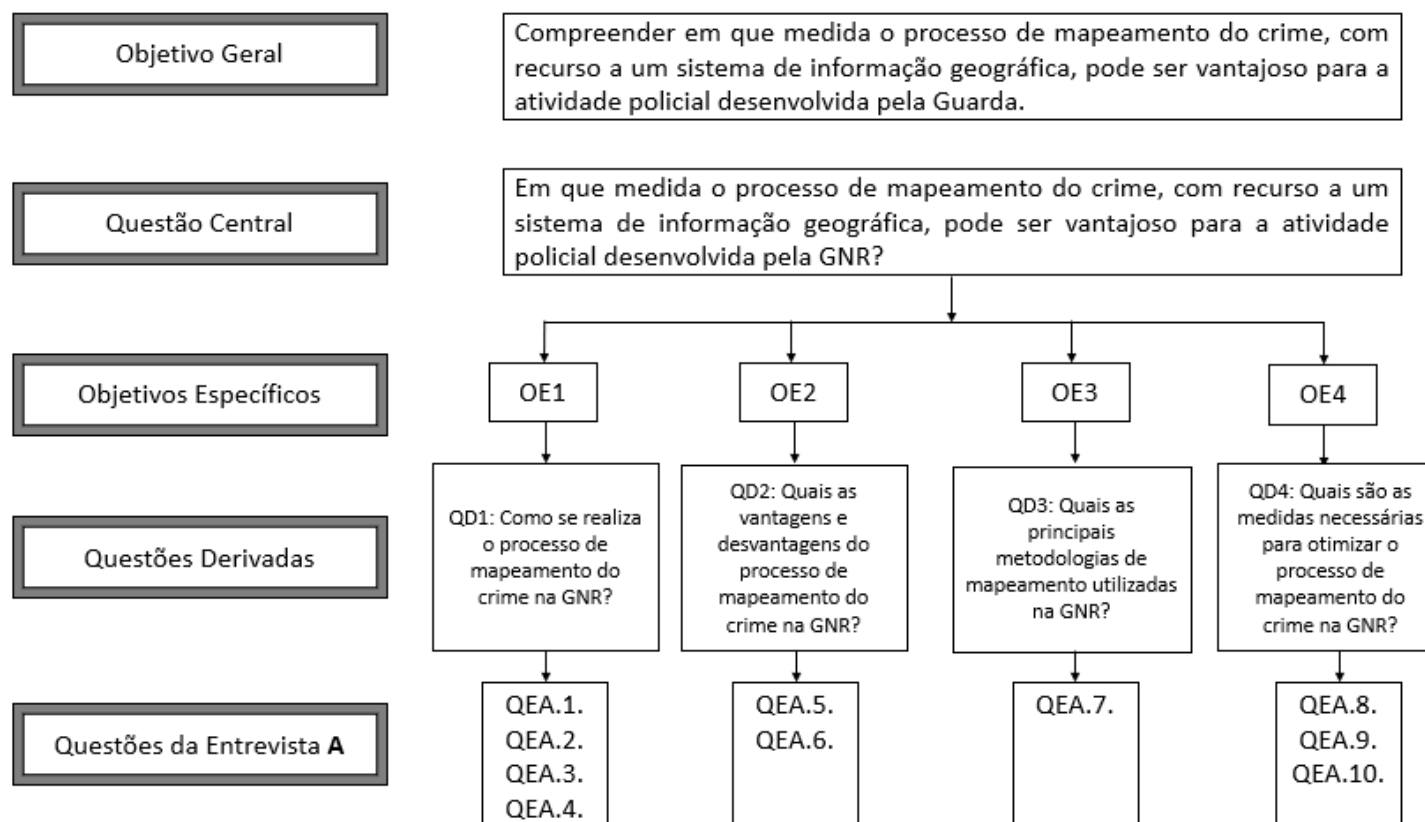 Objetivo Geral
Compreender em que medida o processo de mapeamento do crime, com
recurso a um sistema de informação geográfica, pode ser vantajoso para a
atividade policial desenvolvida pela Guarda.
Questão Central
Em que medida o processo de mapeamento do crime, com recurso a um
sistema de informação geográfica, pode ser vantajoso para a atividade
policial desenvolvida pela GNR?
Objetivos Específicos
OE1
OE2
OE3
OE4
Questões Derivadas
QD1: Como se realiza
o processo de
mapeamento do
crime na GNR?
QD2: Quais as
vantagens e
desvantagens do
processo de
mapeamento do
crime na GNR?
QD3: Quais as
principais
metodologias de
mapeamento utilizadas
na GNR?
QD4: Quais são as
medidas necessárias
para otimizar o
processo de
mapeamento do
crime na GNR?
Questões da Entrevista A
QEA.1.
QEA.2.
QEA.3.
QEA.4.
QEA.5.
QEA.6.
QEA.7.
QEA.8.
QEA.9.
QEA.10.